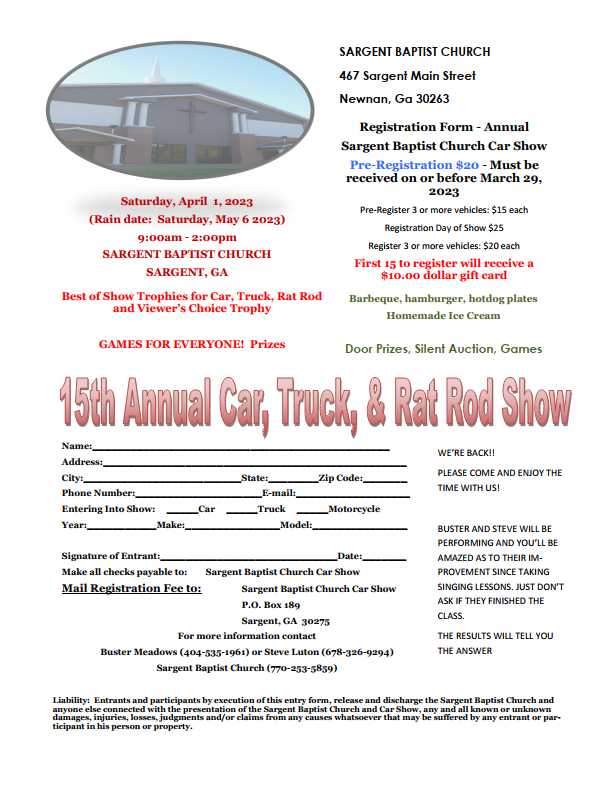 SARGENT BAPTIST CHURCH
467 Sargent Main Street
Newnan, Ga 30263
Registration Form - Annual
Sargent Baptist Church Car Show
Pre-Registration $20 - Must be
received on or before March 29,
2023
Pre-Register 3 or more vehicles: $15 each
Registration Day of Show $25
Register 3 or more vehicles: $20 each
First 15 to register will receive a
$10.00 dollar gift card
Barbeque, hamburger, hotdog plates
Homemade Ice Cream
Door Prizes, Silent Auction, Games
Saturday, April 1, 2023
(Rain date: Saturday, May 6 2023)
9:00am - 2:00pm
SARGENT BAPTIST CHURCH
SARGENT, GA
Best of Show Trophies for Car, Truck, Rat Rod
and Viewer's Choice Trophy
GAMES FOR EVERYONE! Prizes
15th Annual Car, Truck, & Rat Rod Show
Name:
Address:
City: State: Zip Code:
Phone Number: E-mail:
Entering Into Show: Car Truck Motorcycle
Year: Make: Model:
Signature of Entrant: Date:
Make all checks payable to: Sargent Baptist Church Car Show
Mail Registration Fee to: Sargent Baptist Church Car Show
P.O. Box 189
Sargent, GA 30275
For more information contact
Buster Meadows (404-535-1961) or Steve Luton (678-326-9294)
Sargent Baptist Church (770-253-5859)
WE'RE BACK!!
PLEASE COME AND ENJOY THE
TIME WITH US!
BUSTER AND STEVE WILL BE
PERFORMING AND YOU'LL BE
AMAZED AS TO THEIR IM-
PROVEMENT SINCE TAKING
SINGING LESSONS. JUST DON'T
ASK IF THEY FINISHED THE
CLASS.
THE RESULTS WILL TELL YOU
THE ANSWER
Liability: Entrants and participants by execution of this entry form, release and discharge the Sargent Baptist Church and
anyone else connected with the presentation of the Sargent Baptist Church and Car Show, any and all known or unknown
damages, injuries, losses, judgments and/or claims from any causes whatsoever that may be suffered by any entrant or par-
ticipant in his person or property.